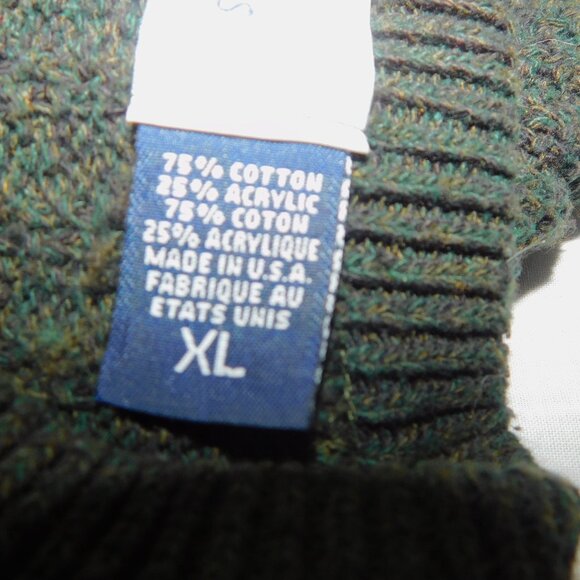 75% COTTON
25% ACRYLIC
75% COTON
25% ACRYLIQUE
MADE IN U.S.A.
FABRIQUE AU
ETATS UNIS
XL